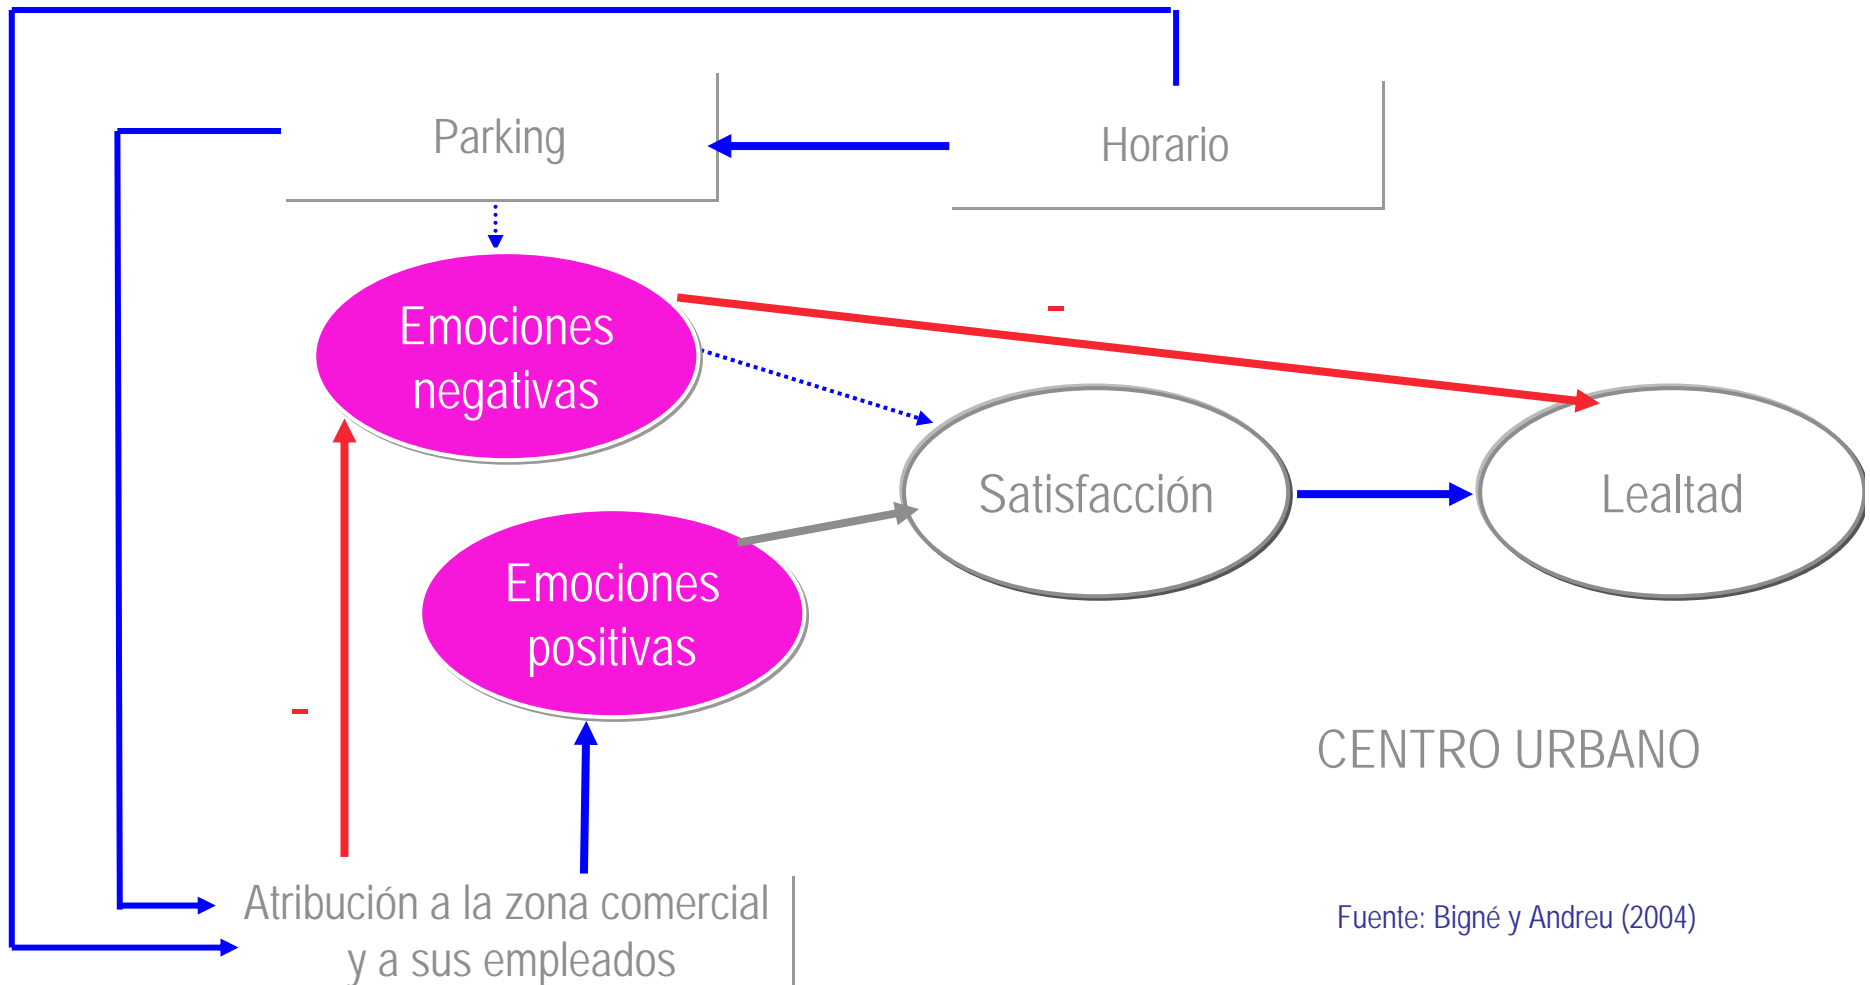 Parking
Horario
Emociones
negativas
-
Satisfacción
Lealtad
Emociones
positivas
-
CENTRO URBANO
Atribución a la zona comercial
y a sus empleados
Fuente: Bigné y Andreu (2004)